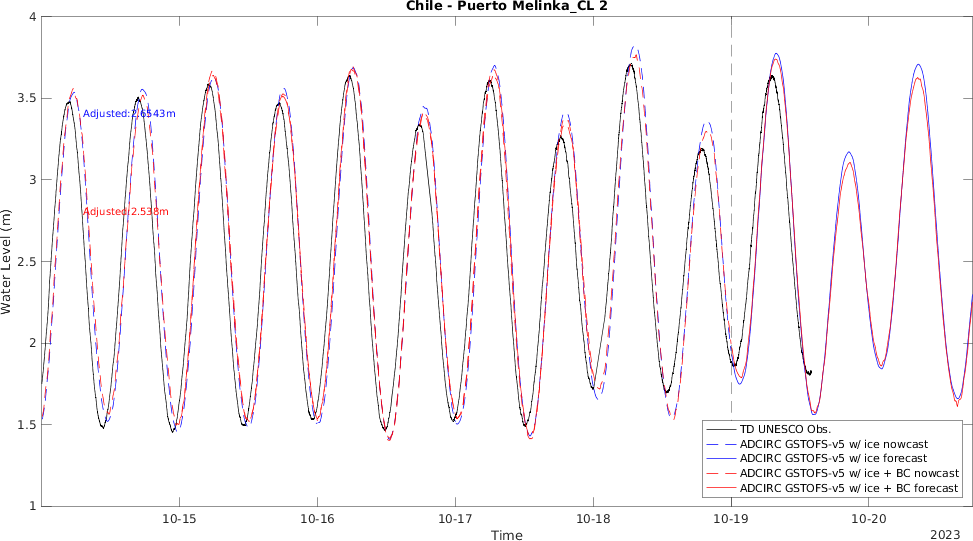 Chile - Puerto Melinka_CL 2
4
3.5
3
2.5
2
1.5
1
Water Level (m)
Adjusted:2.6543m
Adjusted:2.538m
TD UNESCO Obs.
ADCIRC GSTOFS-v5 w/ ice nowcast
ADCIRC GSTOFS-v5 w/ ice forecast
ADCIRC GSTOFS-v5 w/ ice + BC nowcast
ADCIRC GSTOFS-v5 w/ ice + BC forecast
10-15 10-16 10-17 10-18 10-19 10-20
Time
2023